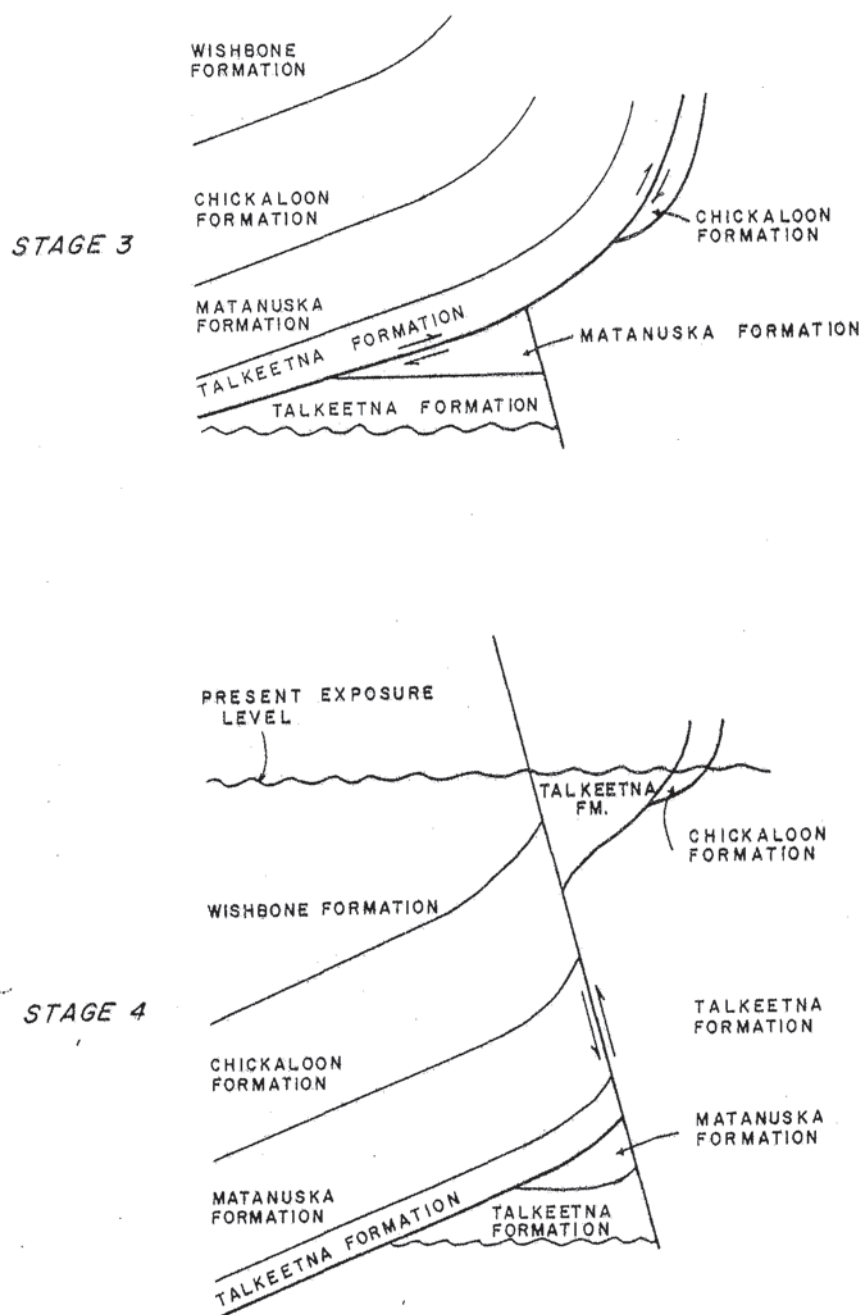 WISHBONE
FORMATION
CHICKALOON
FORMATION
CHICKALOON
FORMATION
STAGE 3
MATANUSKA
FORMATION
MATANUSKA FORMATION
TALKEETNA FORMATION
TALKEETNA FORMATION
PRESENT EXPOSURE
LEVEL
TALKEETNA
FM.
CHICKALOON
FORMATION
WISHBONE FORMATION
STAGE 4
TALKEETNA
FORMATION
CHICKALOON
FORMATION
MATANUSKA
FORMATION
MATANUSKA
FORMATION
TALKEETNA FORMATION
TALKEETNA
FORMATION